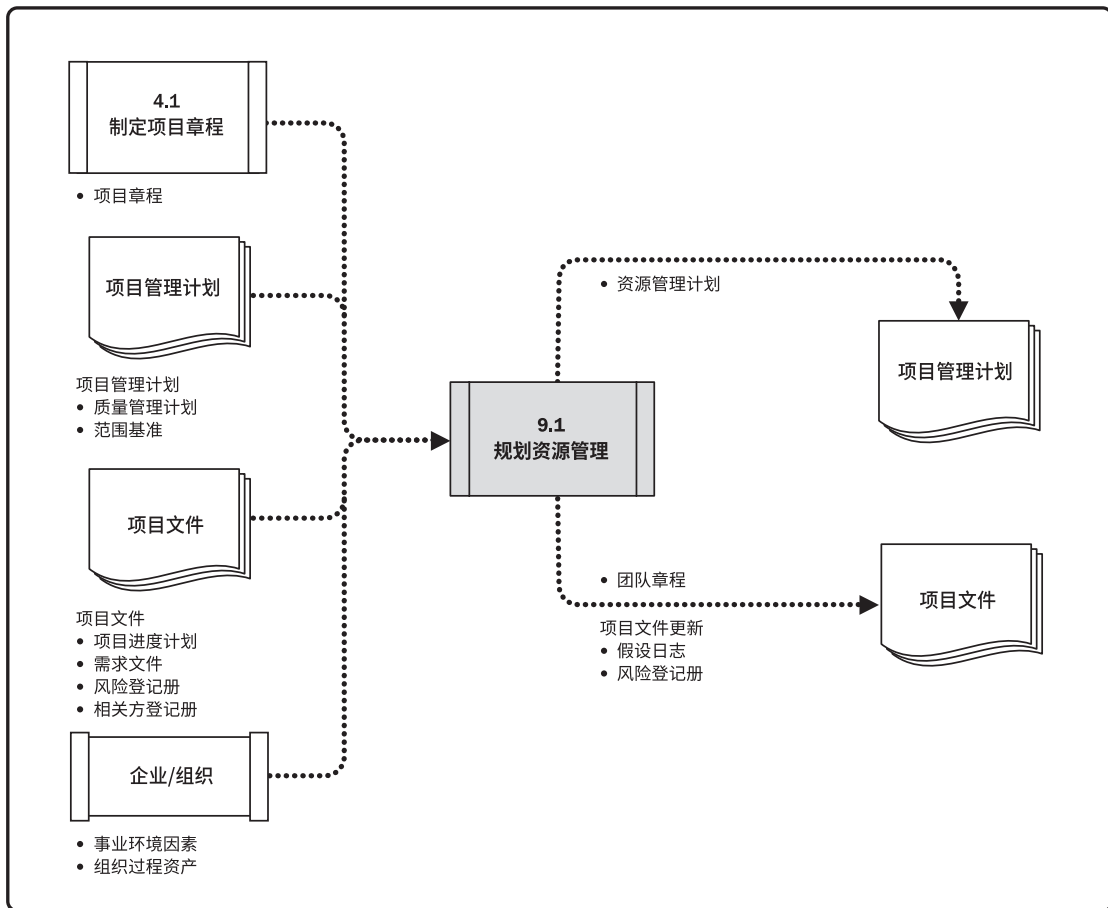 4.1
制定项目章程
• 项目章程
项目管理计划
项目管理计划
• 质量管理计划
• 范围基准
项目文件
项目文件
• 项目进度计划
• 需求文件
• 风险登记册
• 相关方登记册
企业/组织
• 事业环境因素
• 组织过程资产
9.1
规划资源管理
• 资源管理计划
项目管理计划
• 团队章程
项目文件更新
• 假设日志
• 风险登记册
项目文件